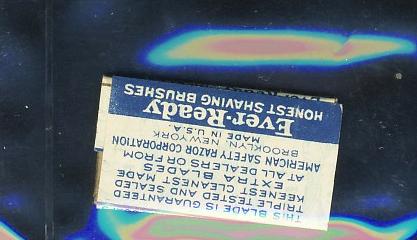 THIS BLADE IS GUARANTEED
TRIPLE TESTED AND SEALED
KEENEST CLEANEST MADE
EXTRA BLADES
AT ALL DEALERS OR FROM
AMERICAN SAFETY RAZOR CORPORATION
BROOKLYN, NEW YORK
MADE IN U.S.A.
Ever-Ready
HONEST SHAVING BRUSHES